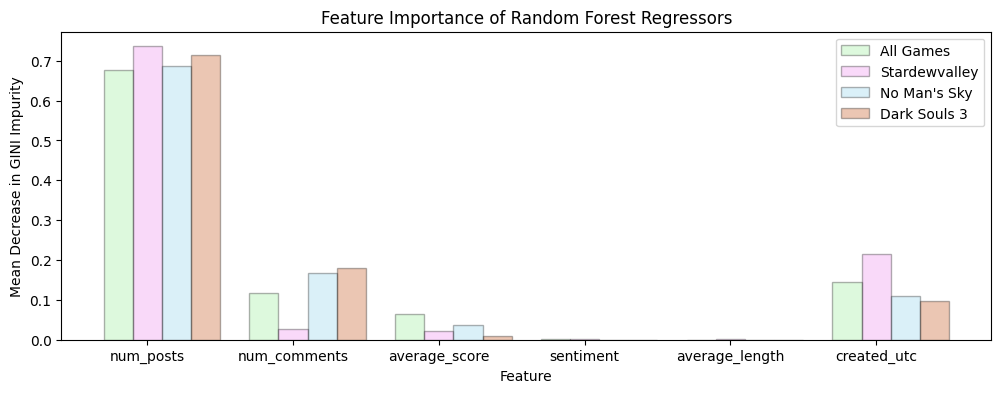 Feature Importance of Random Forest Regressors
Mean Decrease in GINI Impurity
0.7
0.6
0.5
0.4
0.3
0.2
0.1
0.0
All Games
Stardewvalley
No Man's Sky
Dark Souls 3
num_posts num_comments average_score sentiment average_length created_utc
Feature